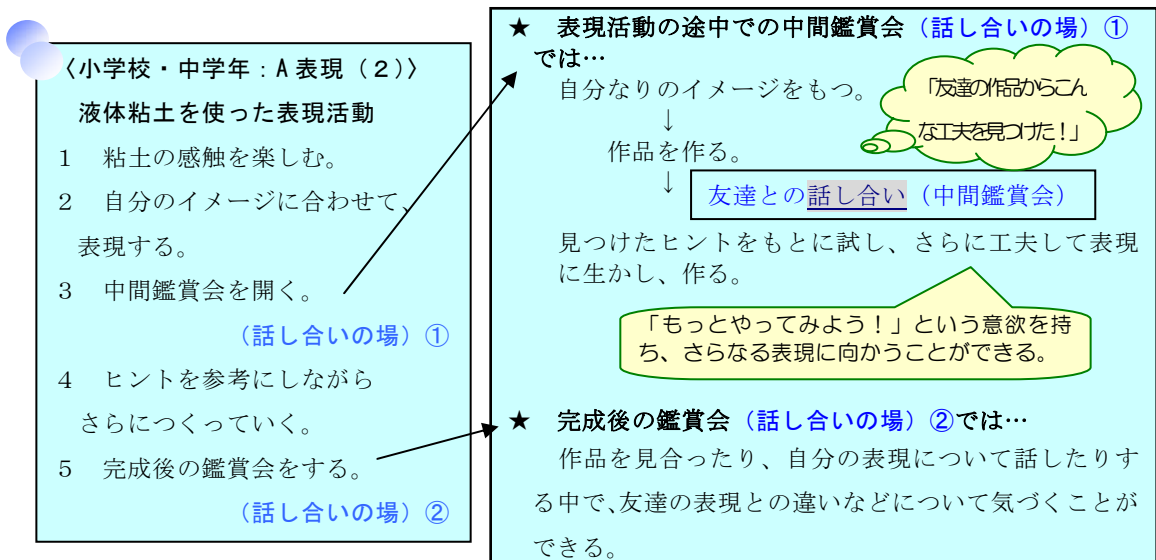 〈小学校・中学年:A表現(2)〉
液体粘土を使った表現活動
1 粘土の感触を楽しむ。
2 自分のイメージに合わせて、
表現する。
3 中間鑑賞会を開く。
(話し合いの場)①
4 ヒントを参考にしながら
さらにつくっていく。
5 完成後の鑑賞会をする。
(話し合いの場)②
★ 表現活動の途中での中間鑑賞会(話し合いの場)①
では…
自分なりのイメージをもつ。
↓
作品を作る。
↓
「友達の作品からこん
な工夫を見つけた!」
友達との話し合い(中間鑑賞会)
見つけたヒントをもとに試し、さらに工夫して表現
に生かし、作る。
「もっとやってみよう!」という意欲を持
ち、さらなる表現に向かうことができる。
★ 完成後の鑑賞会(話し合いの場)②では…
作品を見合ったり、自分の表現について話したりす
る中で、友達の表現との違いなどについて気づくことが
できる。